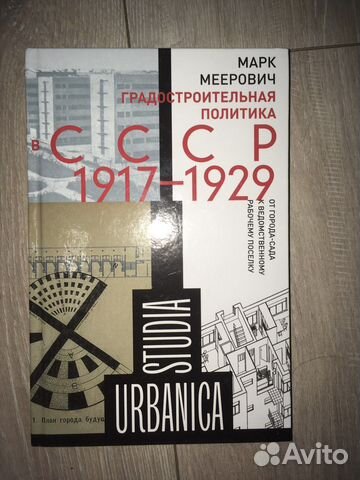 МАРК
МЕЕРОВИЧ
ГРАДОСТРОИТЕЛЬНАЯ
ПОЛИТИКА
в СССР
1917–1929
ОТ ГОРОДА-САДА
К ВЕДОМСТВЕННОМУ
РАБОЧЕМУ ПОСЕЛКУ
STUDIA
URBANICA
1. План города будущ
Avito